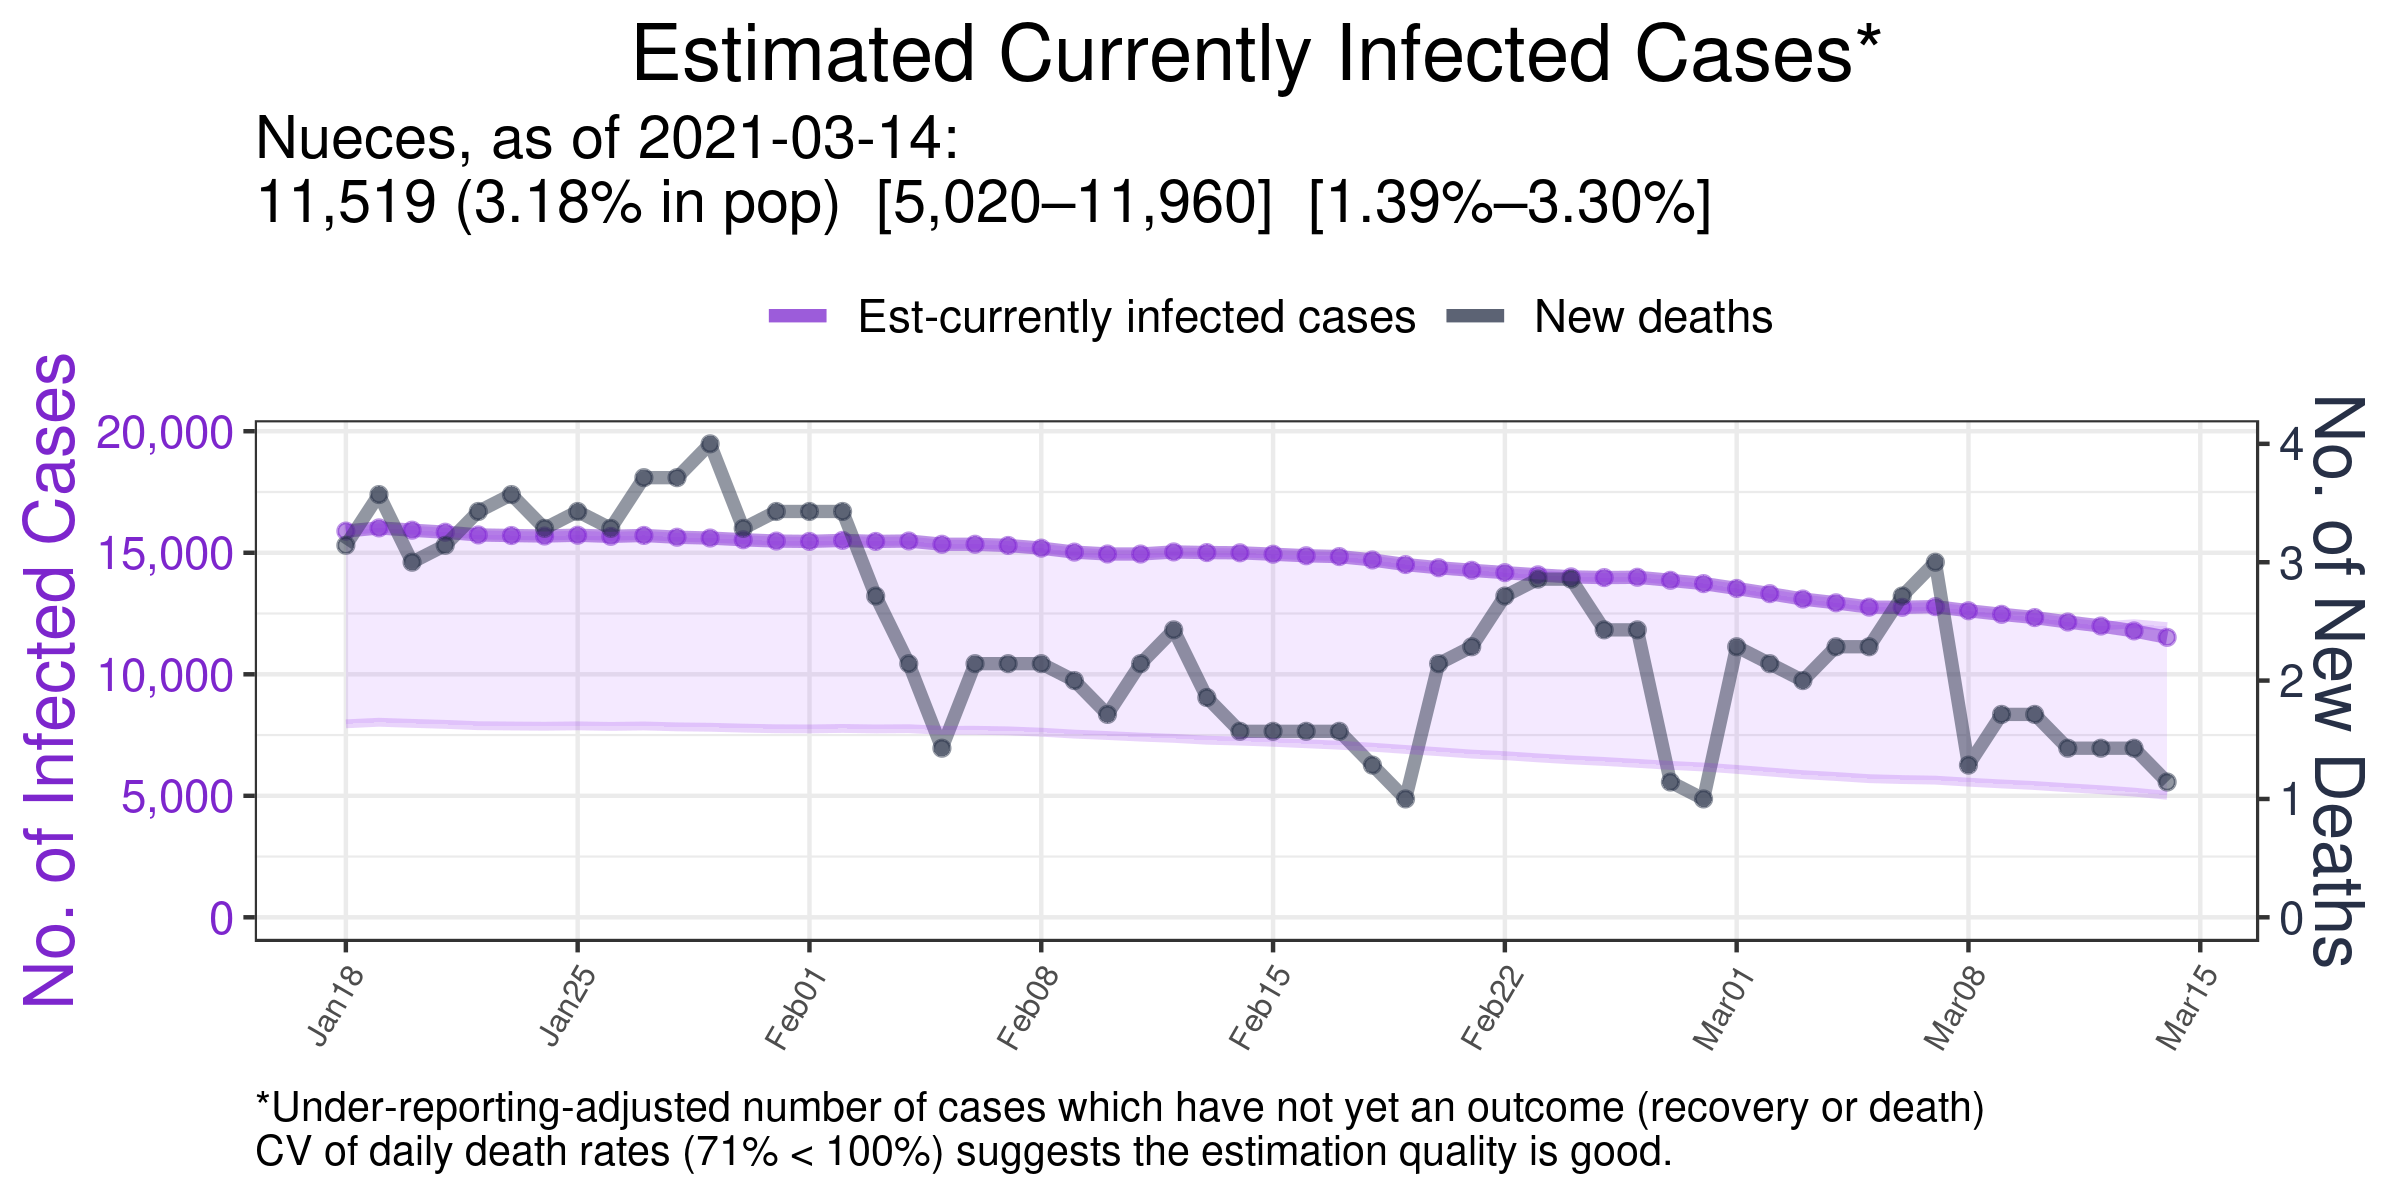 Estimated Currently Infected Cases*
Nueces, as of 2021-03-14:
11,519 (3.18% in pop)  [5,020–11,960]  [1.39%–3.30%]
Est-currently infected cases
New deaths
No. of Infected Cases
20,000
15,000
10,000
5,000
0
4
3
2
1
0
No. of New Deaths
Jan18
Jan25
Feb01
Feb08
Feb15
Feb22
Mar01
Mar08
Mar15
*Under-reporting-adjusted number of cases which have not yet an outcome (recovery or death)
CV of daily death rates (71% < 100%) suggests the estimation quality is good.